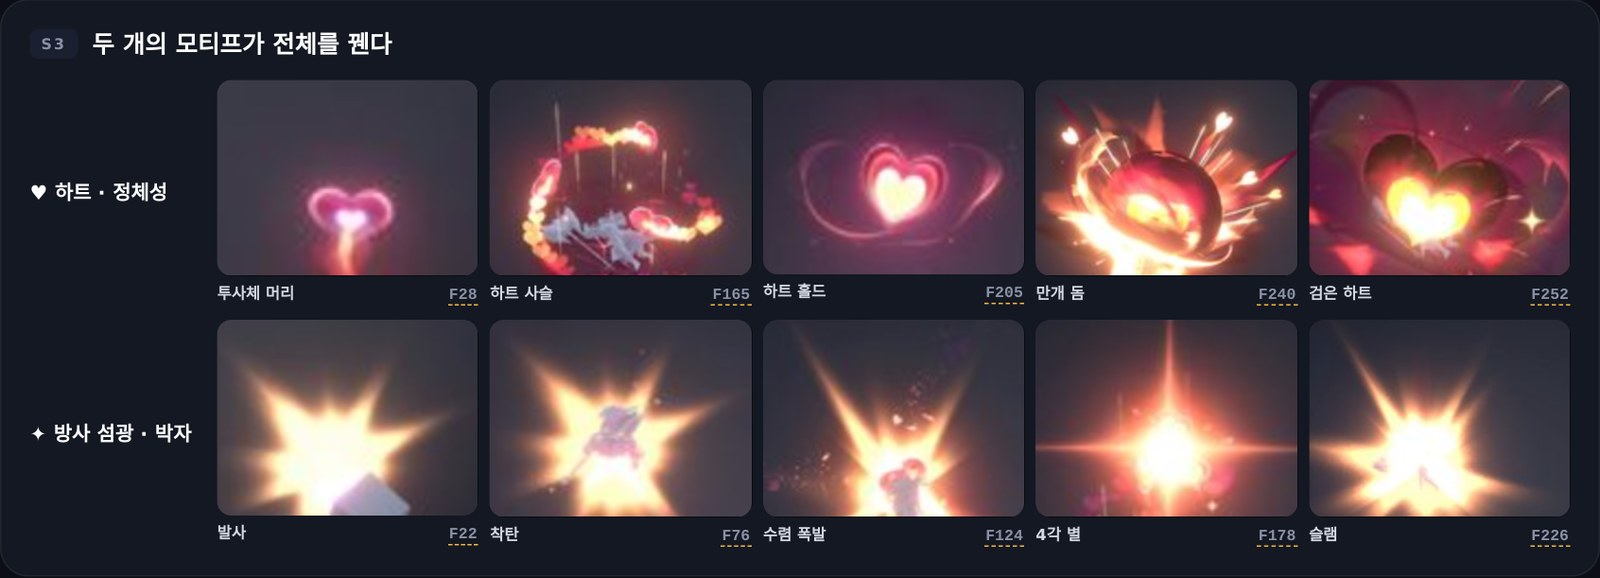 S3 두 개의 모티프가 전체를 꿴다
♥ 하트 · 정체성
투사체 머리 F28
하트 사슬 F165
하트 홀드 F205
만개 돔 F240
검은 하트 F252
✦ 방사 섬광 · 박자
발사 F22
착탄 F76
수렴 폭발 F124
4각 별 F178
슬램 F226